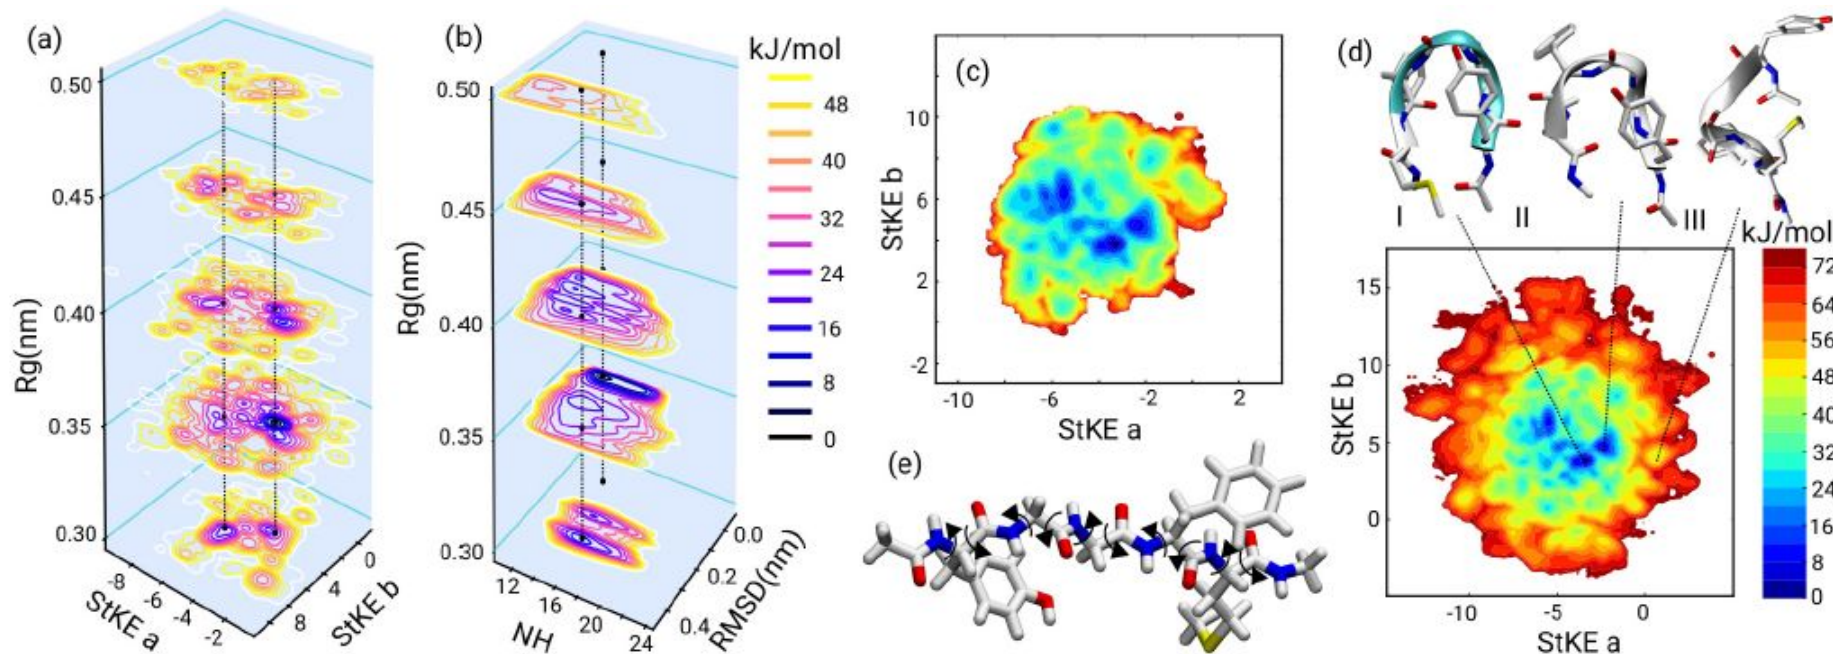 (a)
0.50
0.45
0.40
0.35
0.30
Rg(nm)
-8
-6
-4
-2
StKE a
0
4
8
StKE b
(b)
0.50
0.45
0.40
0.35
0.30
Rg(nm)
12
16
20
24
NH
0.0
0.2
0.4
RMSD(nm)
kJ/mol
48
40
32
24
16
8
0
(c)
10
6
2
-2
StKE b
-10
-6
-2
2
StKE a
(d)
I
II
III
kJ/mol
72
64
56
48
40
32
24
16
8
0
15
10
5
0
StKE b
-10
-5
0
StKE a
(e)